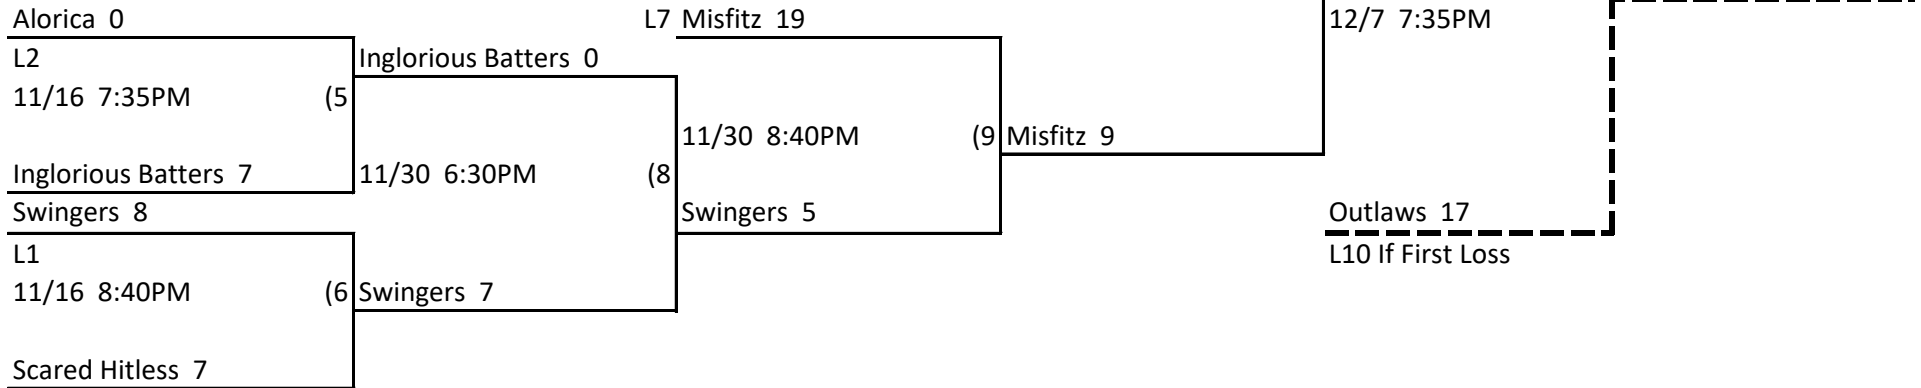 Alorica 0
L7 Misfitz 19
12/7 7:35PM
L2
Inglorious Batters 0
11/16 7:35PM (5
11/30 8:40PM (9
Misfitz 9
Inglorious Batters 7
11/30 6:30PM (8
Swingers 8
Swingers 5
Outlaws 17
L1
L10 If First Loss
11/16 8:40PM (6
Swingers 7
Scared Hitless 7